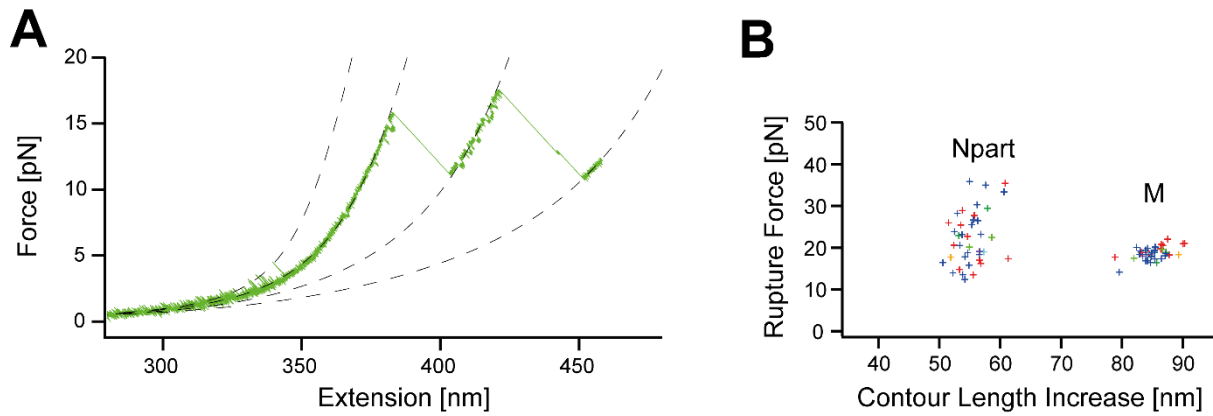 A
20
15
10
5
0
Force [pN]
300
350
400
450
Extension [nm]
B
50
40
30
20
10
0
Rupture Force [pN]
Npart
M
40
50
60
70
80
90
Contour Length Increase [nm]